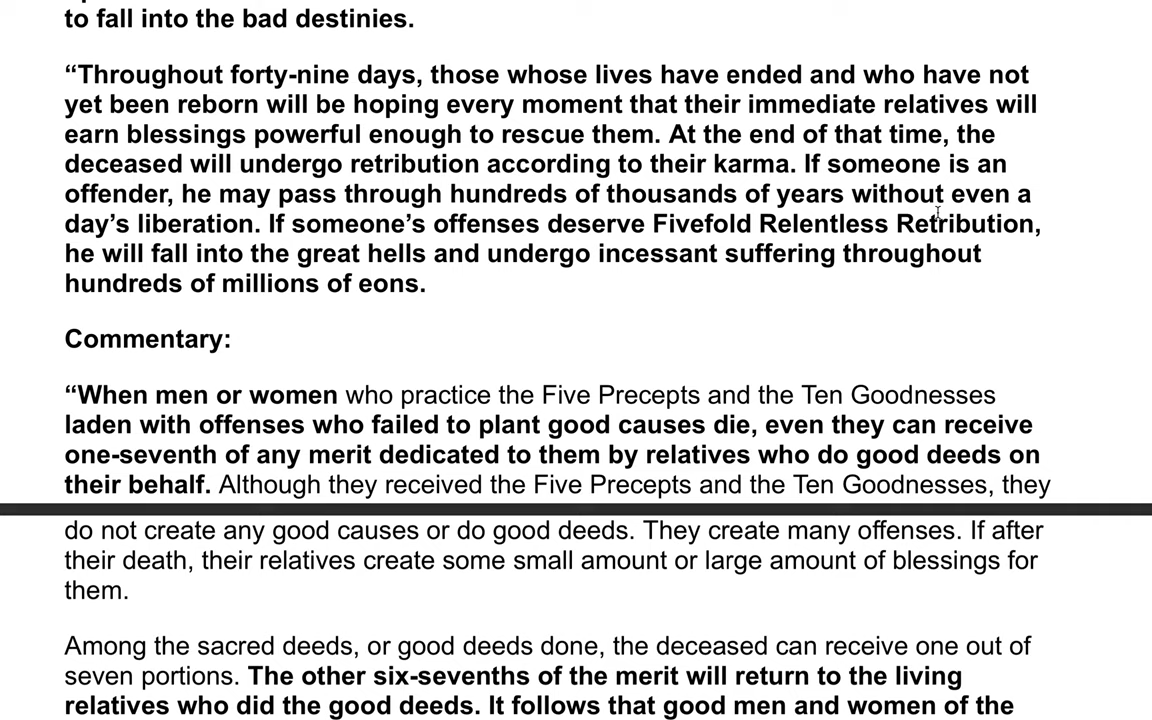 to fall into the bad destinies.
“Throughout forty-nine days, those whose lives have ended and who have not
yet been reborn will be hoping every moment that their immediate relatives will
earn blessings powerful enough to rescue them. At the end of that time, the
deceased will undergo retribution according to their karma. If someone is an
offender, he may pass through hundreds of thousands of years without even a
day’s liberation. If someone’s offenses deserve Fivefold Relentless Retribution,
he will fall into the great hells and undergo incessant suffering throughout
hundreds of millions of eons.
Commentary:
“When men or women who practice the Five Precepts and the Ten Goodnesses
laden with offenses who failed to plant good causes die, even they can receive
one-seventh of any merit dedicated to them by relatives who do good deeds on
their behalf. Although they received the Five Precepts and the Ten Goodnesses, they
do not create any good causes or do good deeds. They create many offenses. If after
their death, their relatives create some small amount or large amount of blessings for
them.
Among the sacred deeds, or good deeds done, the deceased can receive one out of
seven portions. The other six-sevenths of the merit will return to the living
relatives who did the good deeds. It follows that good men and women of the